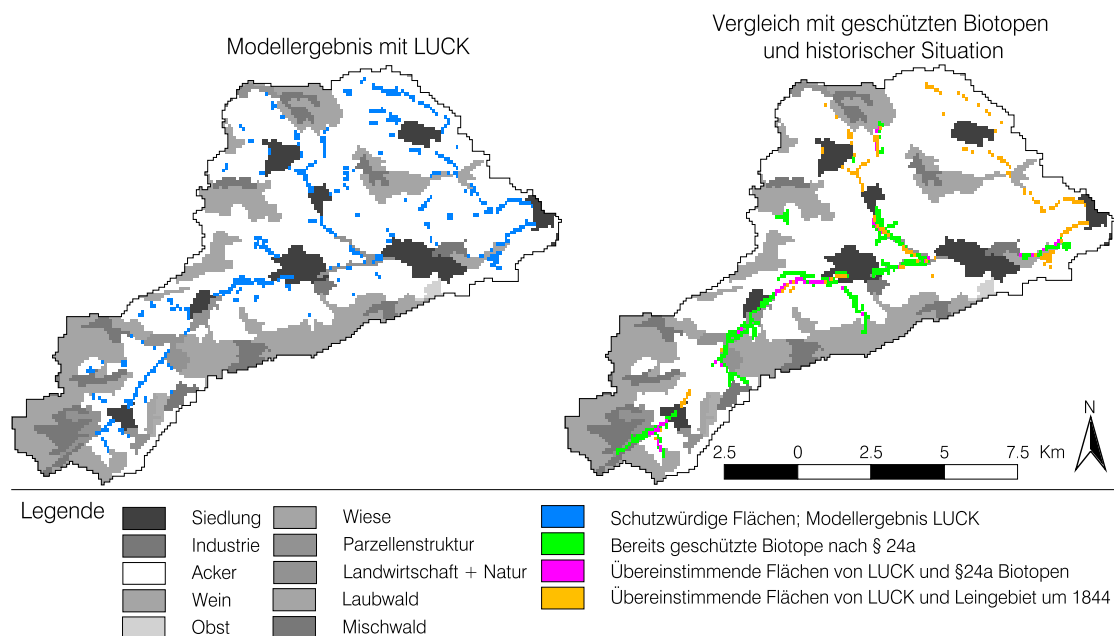 Modellergebnis mit LUCK
Vergleich mit geschützten Biotopen
und historischer Situation
N
2.5 0 2.5 5 7.5 Km
Legende
Siedlung
Industrie
Acker
Wein
Obst
Wiese
Parzellenstruktur
Landwirtschaft + Natur
Laubwald
Mischwald
Schutzwürdige Flächen; Modellergebnis LUCK
Bereits geschützte Biotope nach § 24a
Übereinstimmende Flächen von LUCK und §24a Biotopen
Übereinstimmende Flächen von LUCK und Leingebiet um 1844